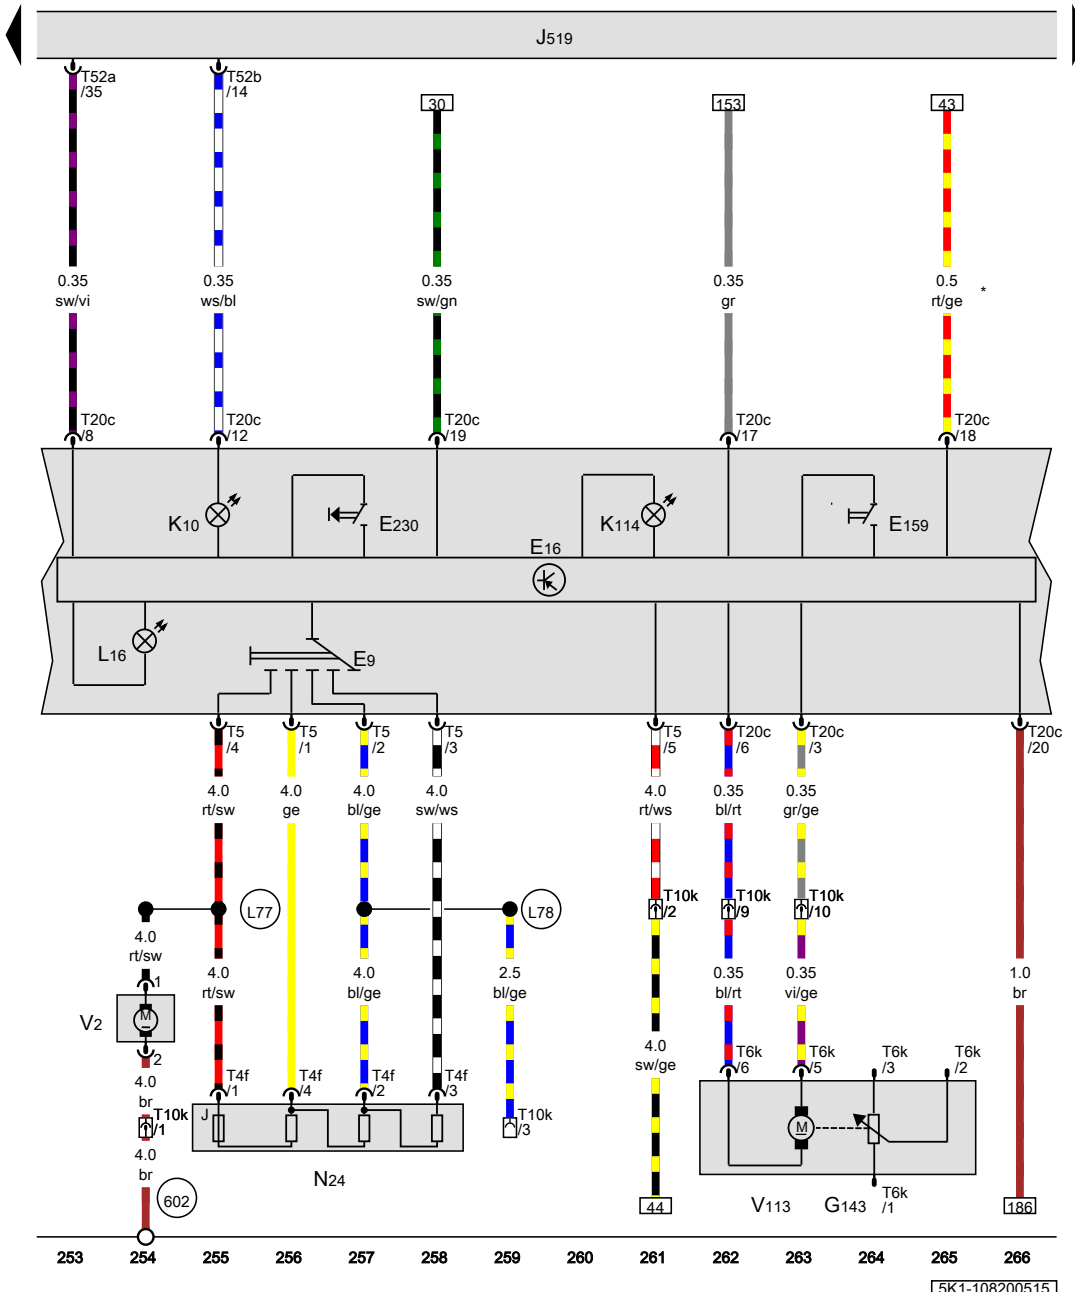 J519
T52a
/35
T52b
/14
30
153
43
0.35
sw/vi
0.35
ws/bl
0.35
sw/gn
0.35
gr
0.5
rt/ge
*
T20c
/8
T20c
/12
T20c
/19
T20c
/17
T20c
/18
K10
E230
K114
E159
E16
L16
E9
T5
/4
T5
/1
T5
/2
T5
/3
T5
/5
T20c
/6
T20c
/3
T20c
/20
4.0
rt/sw
4.0
ge
4.0
bl/ge
4.0
sw/ws
4.0
rt/ws
0.35
bl/rt
0.35
gr/ge
L77
L78
T10k
/2
T10k
/9
T10k
/10
4.0
rt/sw
4.0
rt/sw
4.0
bl/ge
2.5
bl/ge
0.35
bl/rt
0.35
vi/ge
1.0
br
1
V2
M
2
4.0
sw/ge
4.0
br
T4f
/1
T4f
/4
T4f
/2
T4f
/3
T6k
/6
T6k
/5
T6k
/3
T6k
/2
T10k
/1
J
T10k
/3
M
4.0
br
N24
602
44
V113
G143
T6k
/1
186
253 254 255 256 257 258 259 260 261 262 263 264 265 266
5K1-108200515